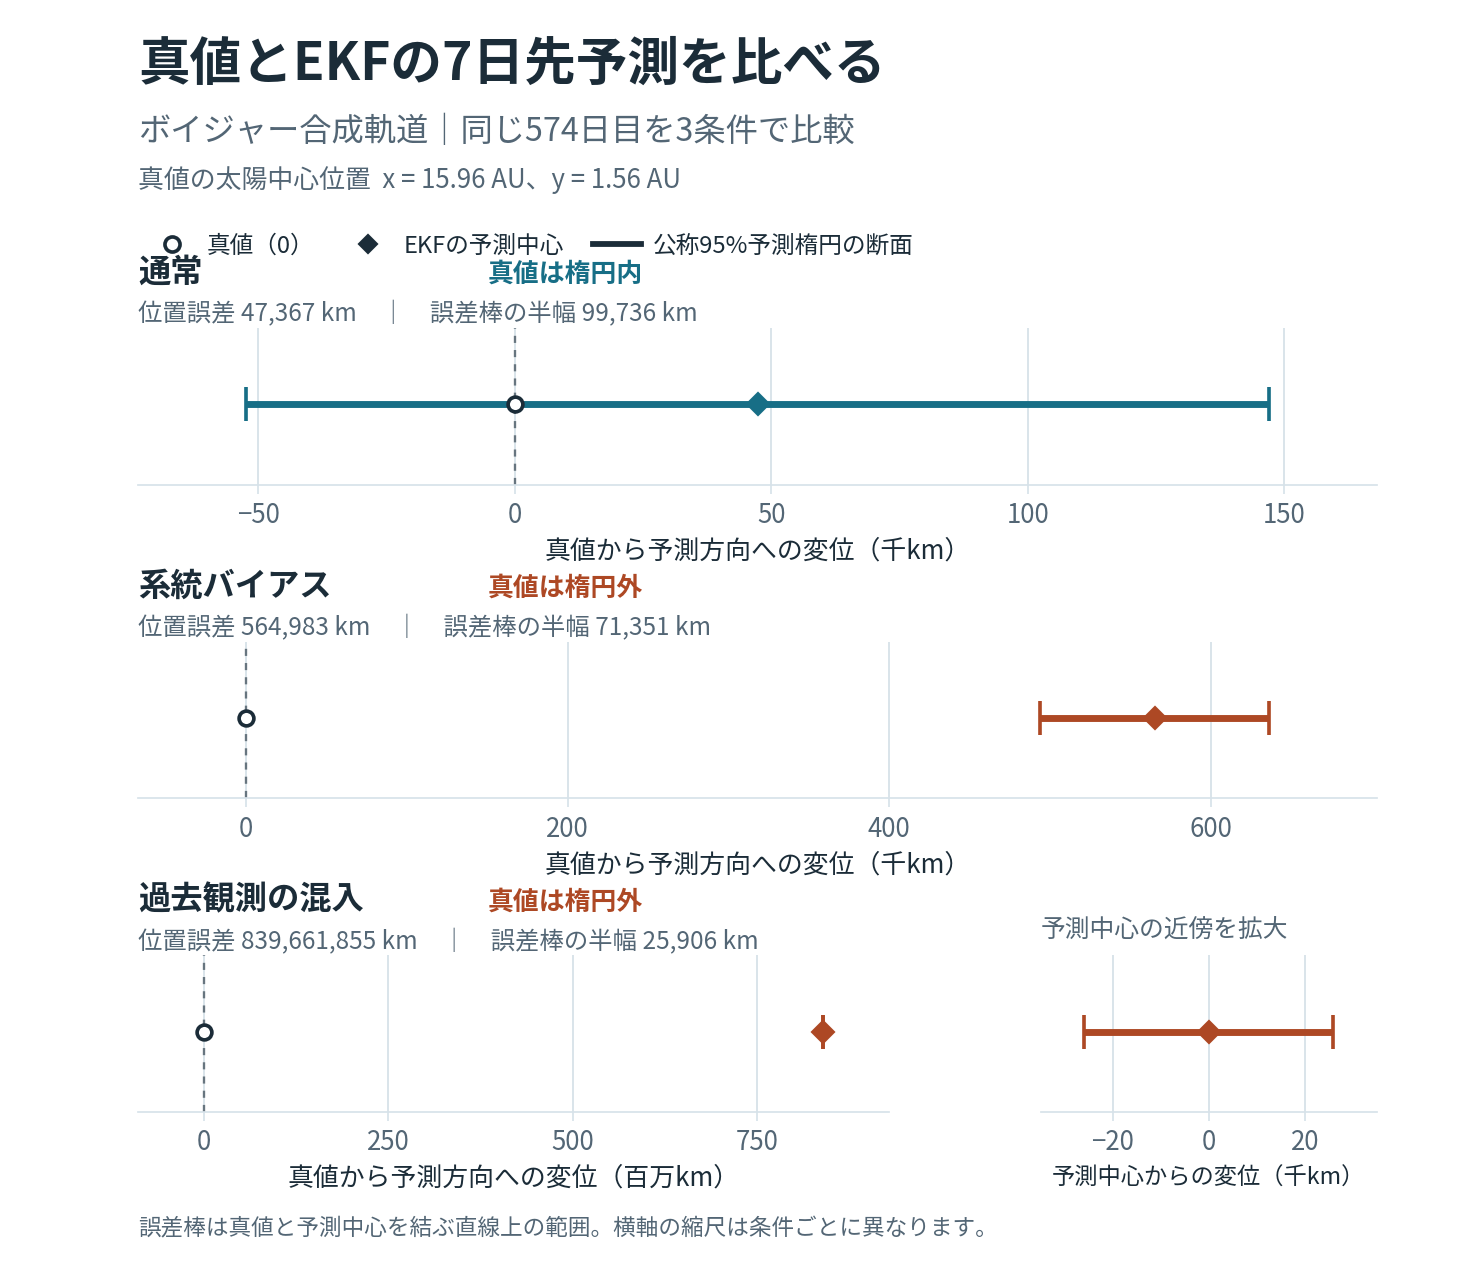 真値とEKFの7日先予測を比べる
ボイジャー合成軌道｜同じ574日目を3条件で比較
真値の太陽中心位置 x = 15.96 AU、y = 1.56 AU
真値（0） EKFの予測中心 公称95%予測楕円の断面
通常 真値は楕円内
位置誤差 47,367 km ｜ 誤差棒の半幅 99,736 km
−50 0 50 100 150
真値から予測方向への変位（千km）
系統バイアス 真値は楕円外
位置誤差 564,983 km ｜ 誤差棒の半幅 71,351 km
0 200 400 600
真値から予測方向への変位（千km）
過去観測の混入 真値は楕円外
位置誤差 839,661,855 km ｜ 誤差棒の半幅 25,906 km
0 250 500 750
真値から予測方向への変位（百万km）
予測中心の近傍を拡大
−20 0 20
予測中心からの変位（千km）
誤差棒は真値と予測中心を結ぶ直線上の範囲。横軸の縮尺は条件ごとに異なります。